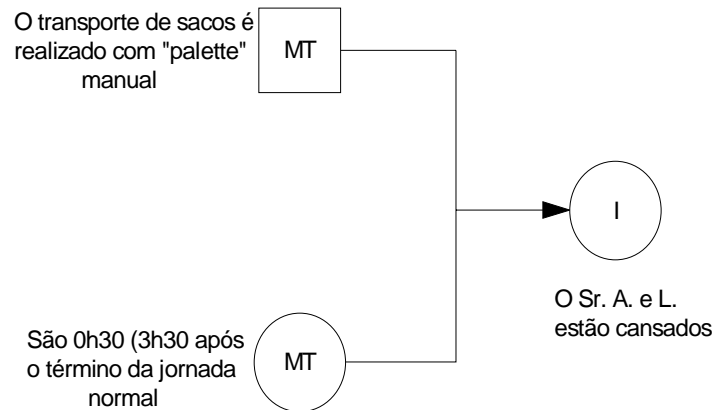 O transporte de sacos é
realizado com "palette"
manual
MT
I
O Sr. A. e L.
estão cansados
São 0h30 (3h30 após
o término da jornada
normal
MT